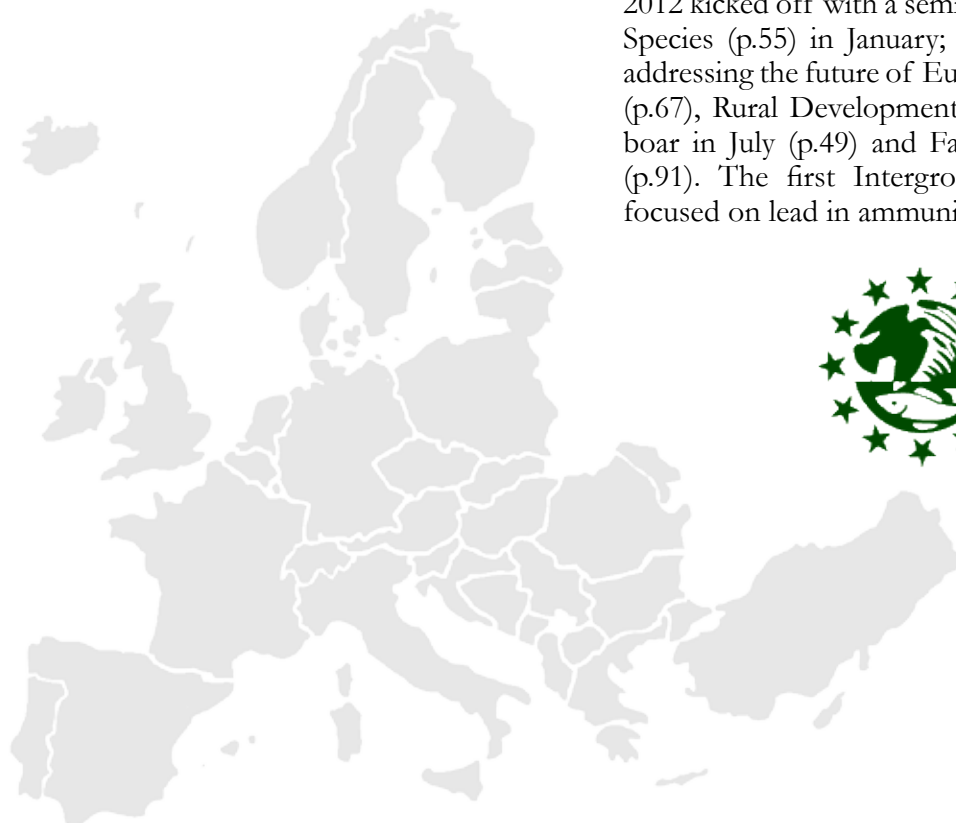 2012 kicked off with a semi
Species (p.55) in January;
addressing the future of Eu
(p.67), Rural Development
boar in July (p.49) and Fa
(p.91). The first Intergro
focused on lead in ammuni